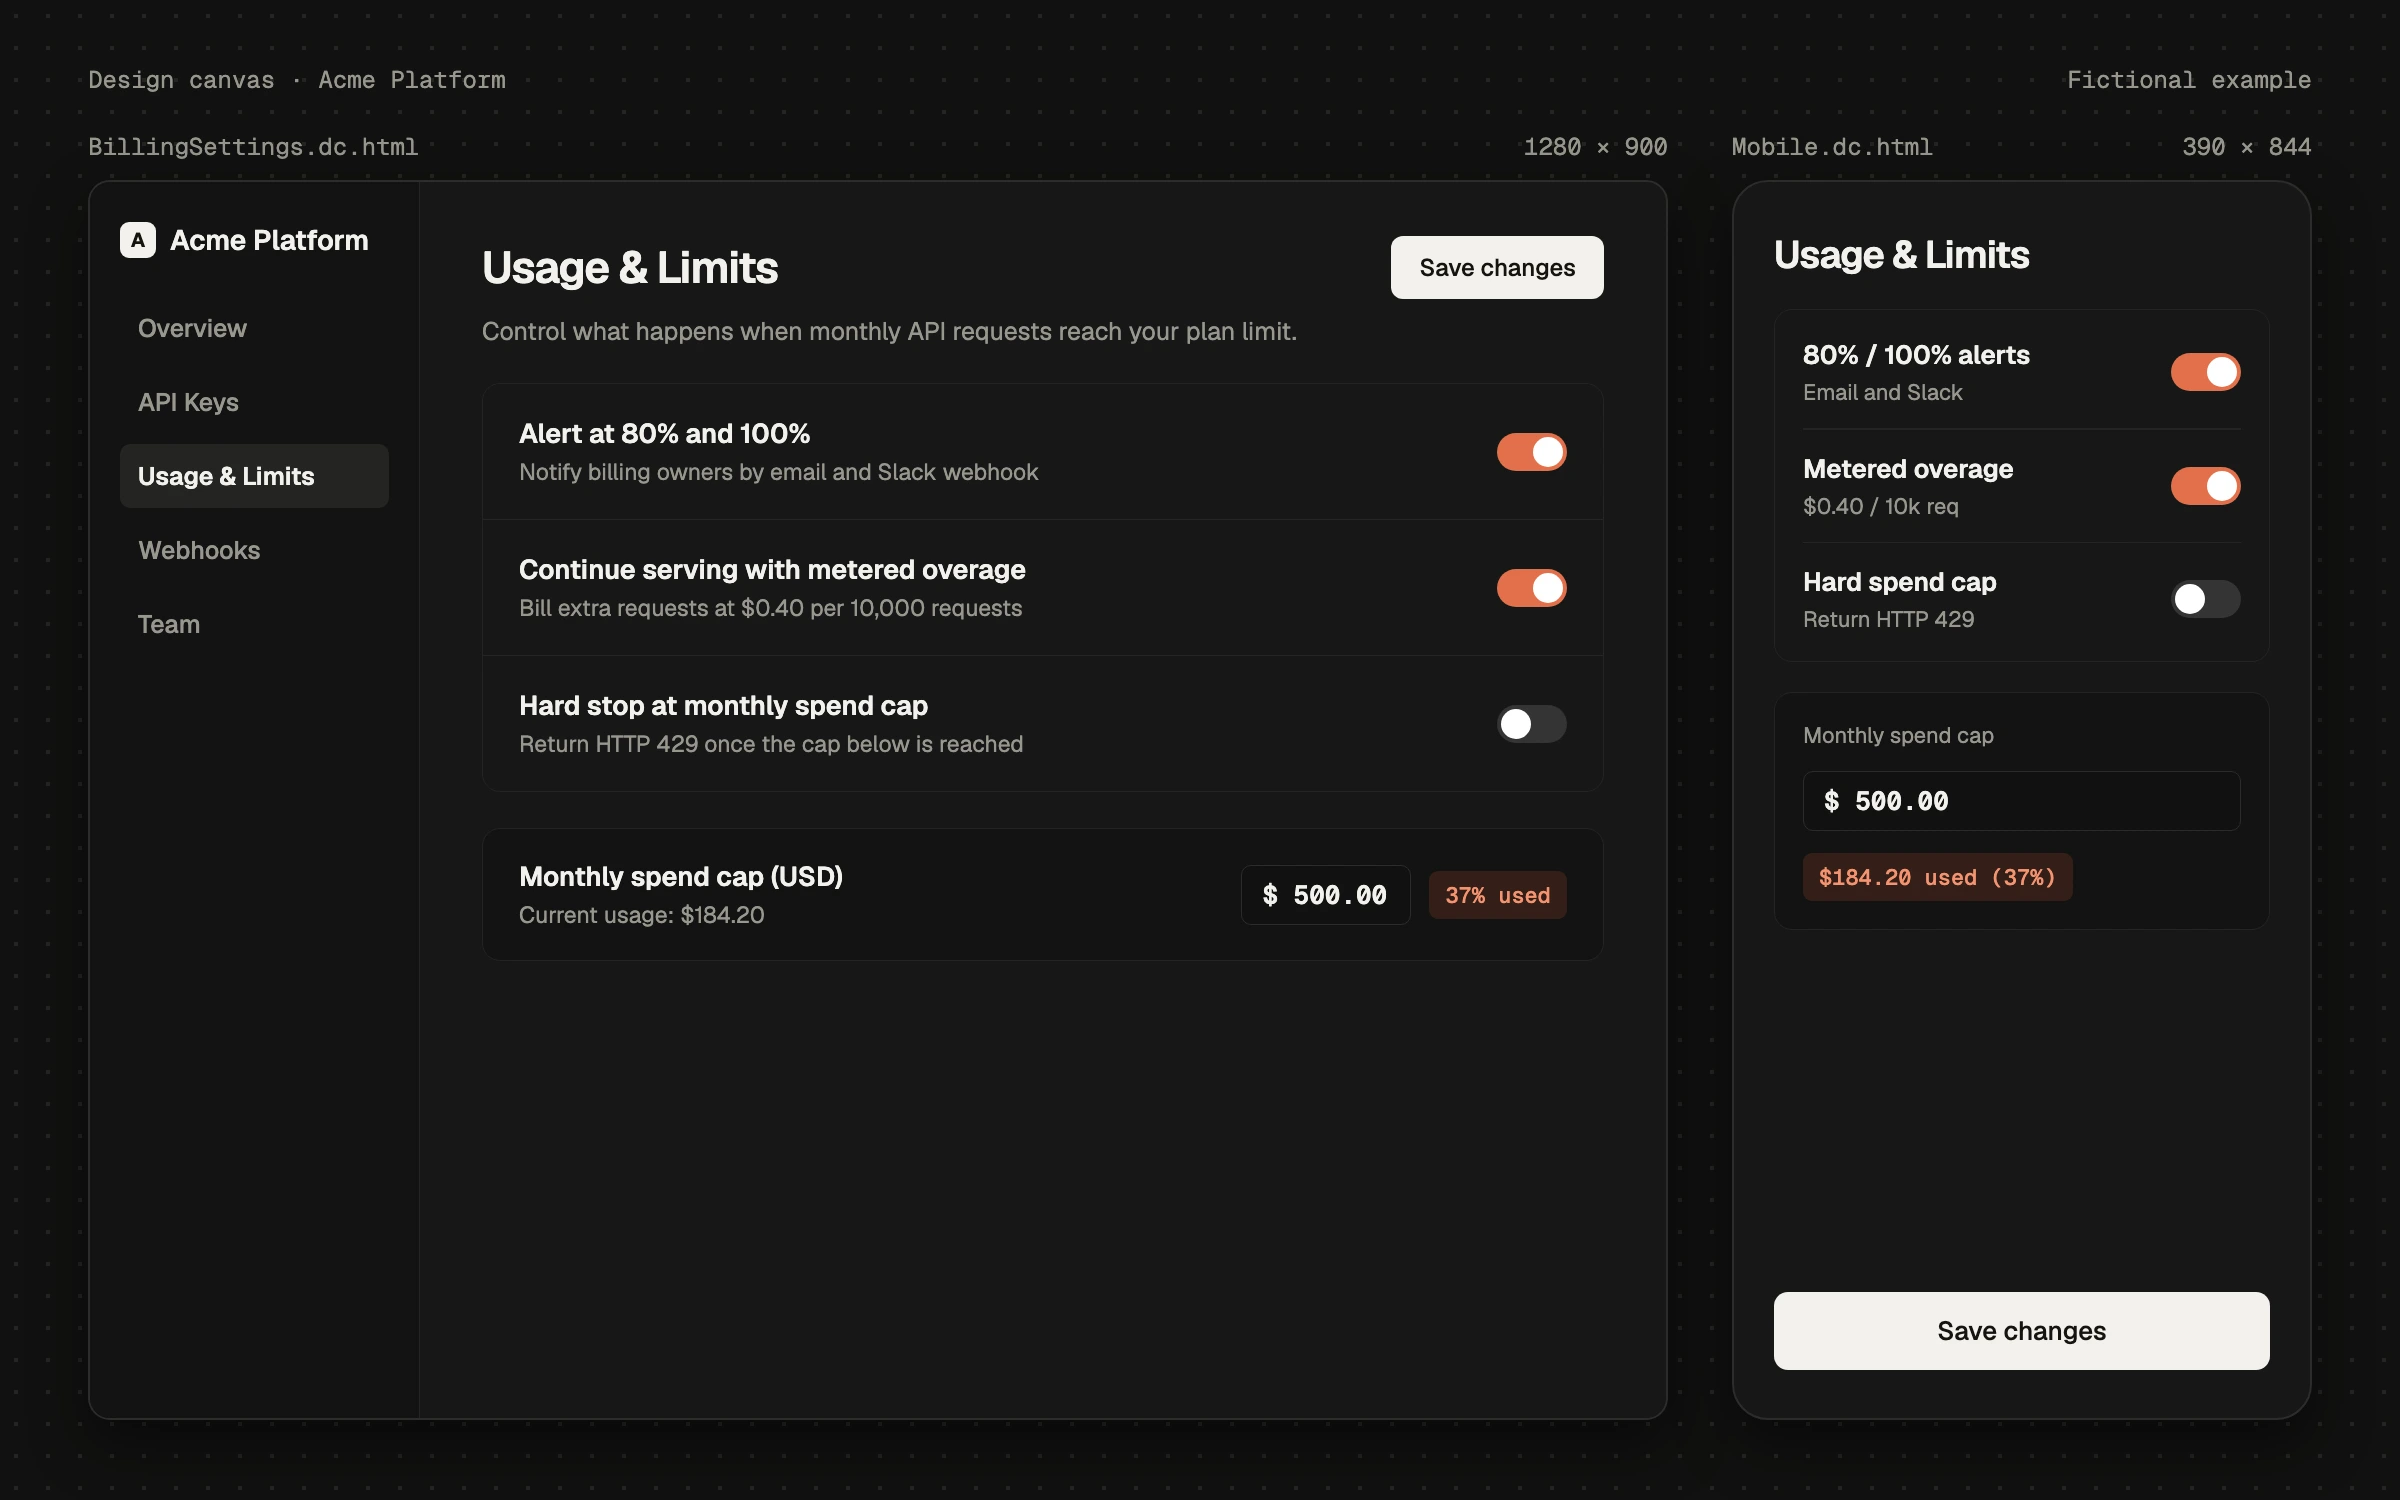 Design canvas · Acme Platform
Fictional example
BillingSettings.dc.html
1280 × 900
A
Acme Platform
Overview
API Keys
Usage & Limits
Webhooks
Team
Usage & Limits
Save changes
Control what happens when monthly API requests reach your plan limit.
Alert at 80% and 100%
Notify billing owners by email and Slack webhook
Continue serving with metered overage
Bill extra requests at $0.40 per 10,000 requests
Hard stop at monthly spend cap
Return HTTP 429 once the cap below is reached
Monthly spend cap (USD)
Current usage: $184.20
$ 500.00
37% used
Mobile.dc.html
390 × 844
Usage & Limits
80% / 100% alerts
Email and Slack
Metered overage
$0.40 / 10k req
Hard spend cap
Return HTTP 429
Monthly spend cap
$ 500.00
$184.20 used (37%)
Save changes